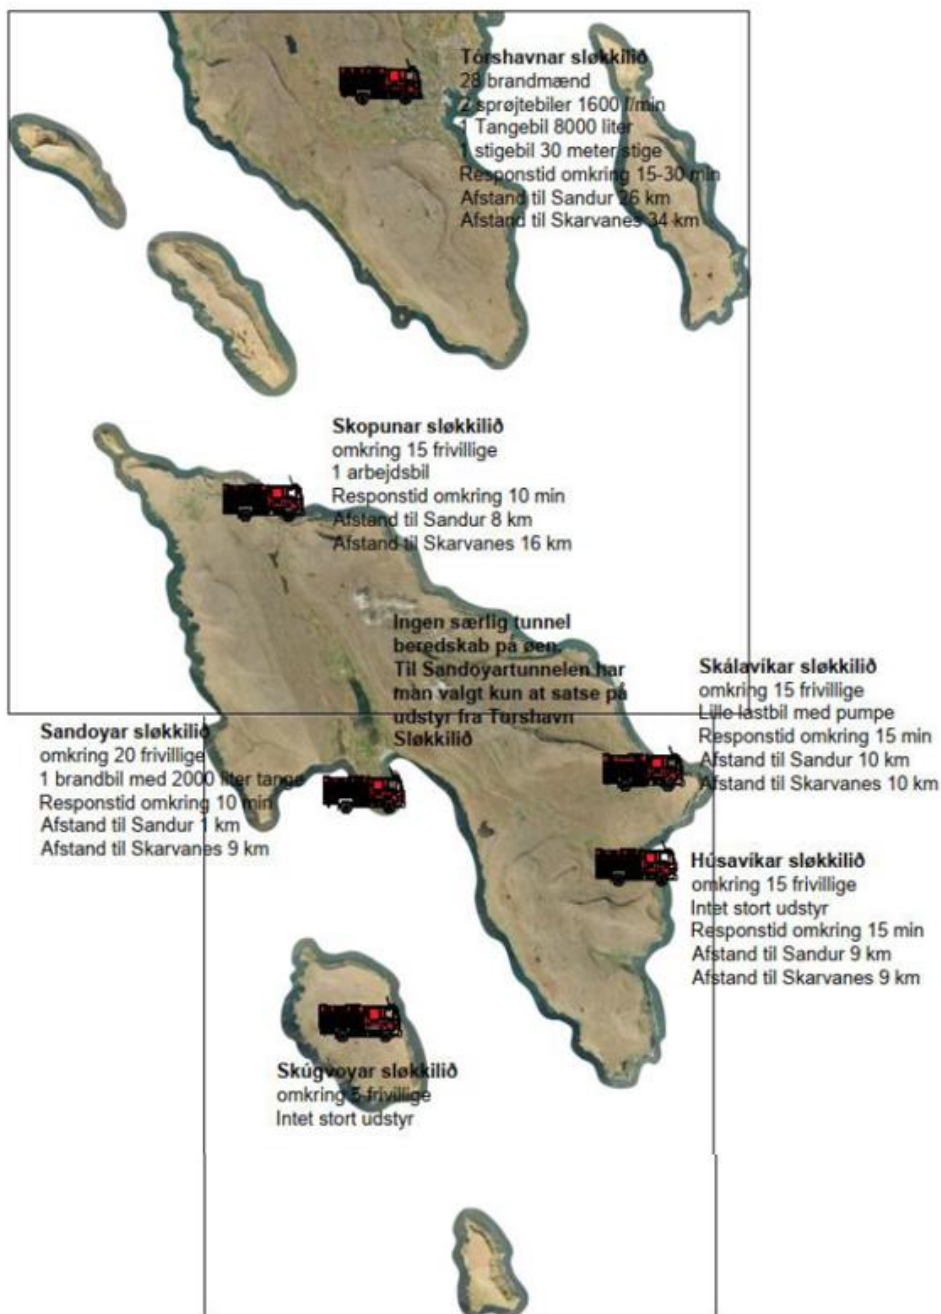 Tórshavnar sløkkilið
28 brandmænd
2 sprøjtebiler 1600 l/min
1 Tangebil 8000 liter
1 stigebil 30 meter stige
Responstid omkring 15-30 min
Afstand til Sandur 26 km
Afstand til Skarvanes 34 km
Skopunar sløkkilið
omkring 15 frivillige
1 arbejdsbil
Responstid omkring 10 min
Afstand til Sandur 8 km
Afstand til Skarvanes 16 km
Ingen særlig tunnel
beredskab på øen.
Til Sandoyartunnelen har
man valgt kun at satse på
udstyr fra Tórshavn
Sløkkilið
Skálavíkar sløkkilið
omkring 15 frivillige
Lille lastbil med pumpe
Responstid omkring 15 min
Afstand til Sandur 10 km
Afstand til Skarvanes 10 km
Sandoyar sløkkilið
omkring 20 frivillige
1 brandbil med 2000 liter tange
Responstid omkring 10 min
Afstand til Sandur 1 km
Afstand til Skarvanes 9 km
Húsavíkar sløkkilið
omkring 15 frivillige
Intet stort udstyr
Responstid omkring 15 min
Afstand til Sandur 9 km
Afstand til Skarvanes 9 km
Skúgvoyar sløkkilið
omkring 5 frivillige
Intet stort udstyr